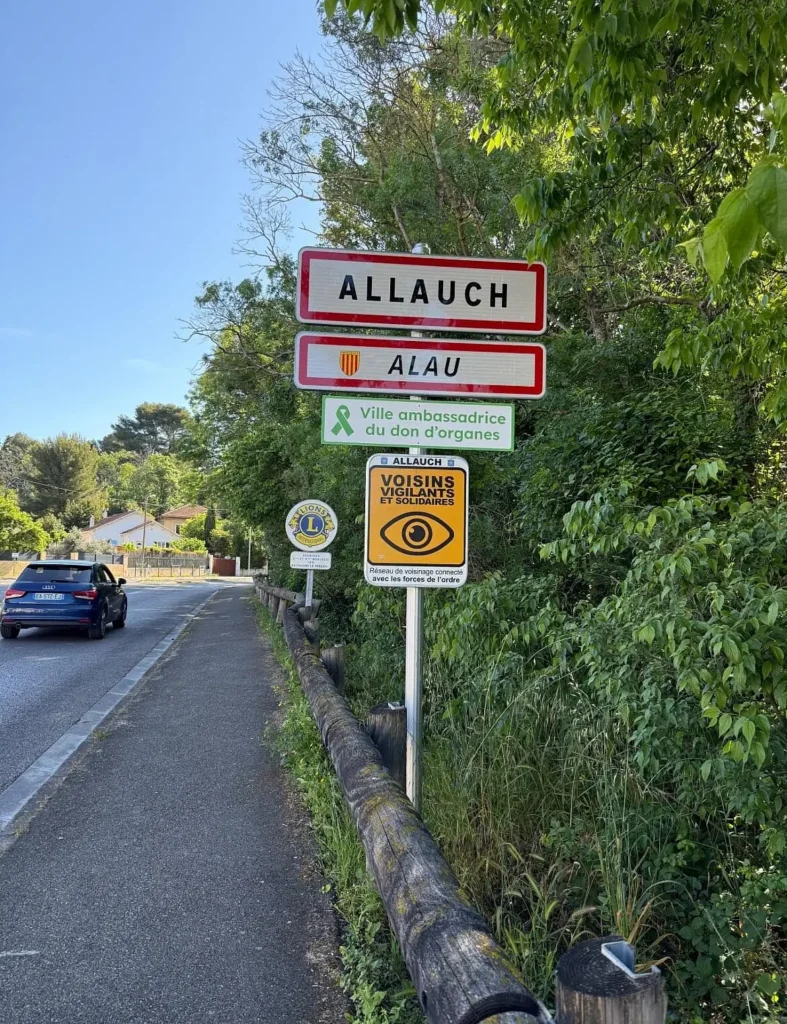 ALLAUCH
ALAU
Ville ambassadrice
du don d'organes
ALLAUCH
VOISINS
VIGILANTS
ET SOLIDAIRES
Réseau de voisinage connecté
avec les forces de l'ordre
LIONS
L